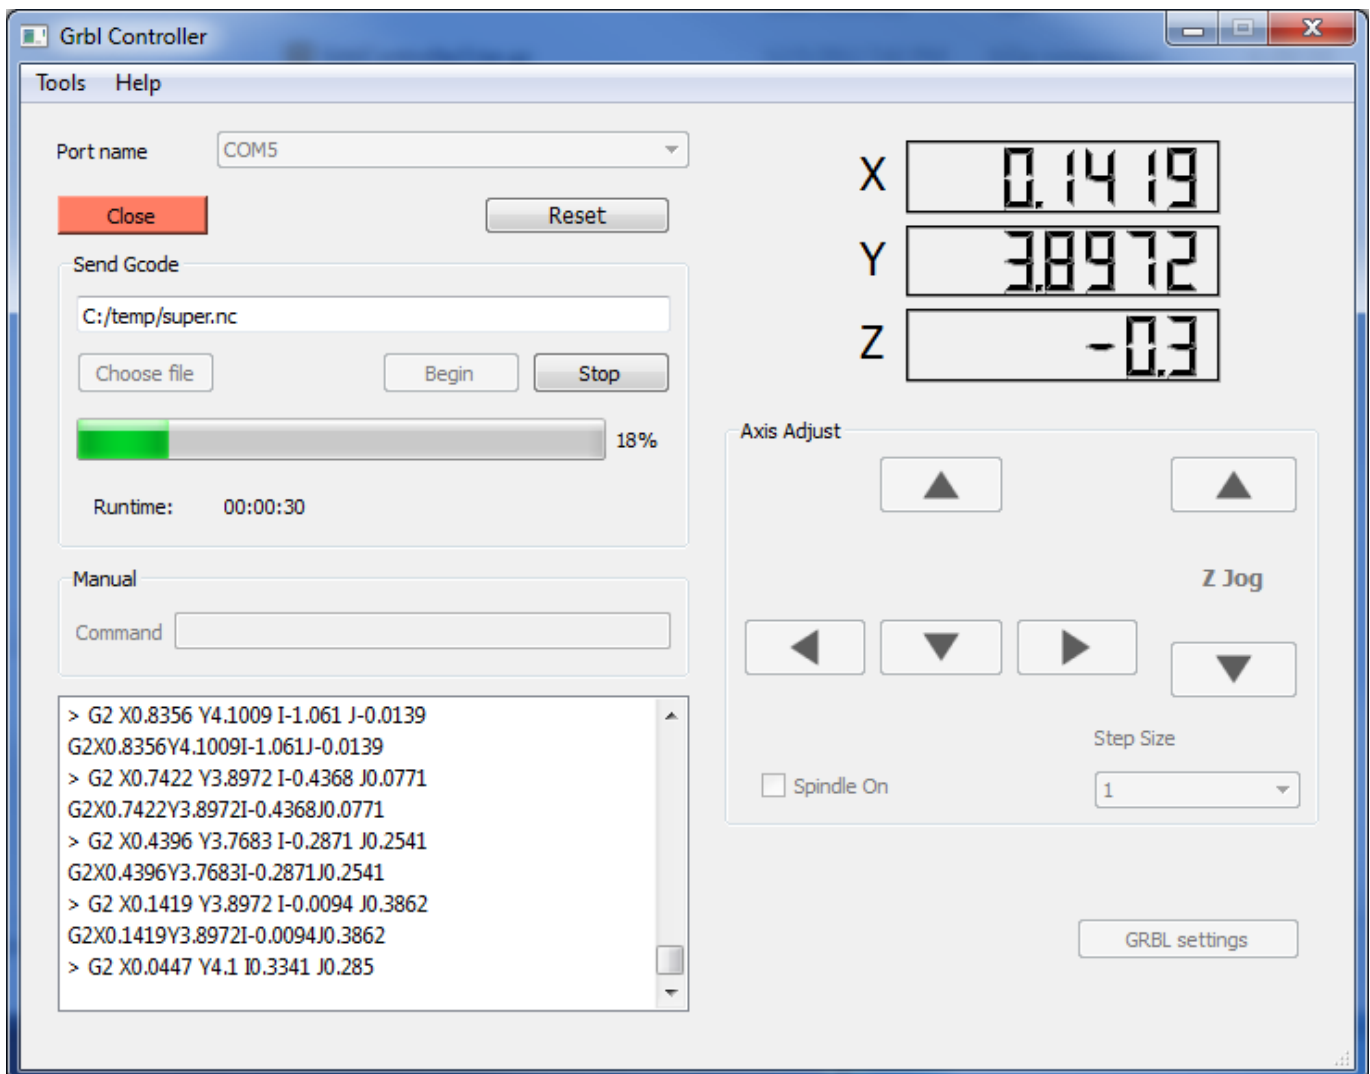 Grbl Controller
Tools Help
Port name COM5
Close Reset
Send Gcode
C:/temp/super.nc
Choose file Begin Stop
18%
Runtime: 00:00:30
Manual
Command
> G2 X0.8356 Y4.1009 I-1.061 J-0.0139
G2X0.8356Y4.1009I-1.061J-0.0139
> G2 X0.7422 Y3.8972 I-0.4368 J0.0771
G2X0.7422Y3.8972I-0.4368J0.0771
> G2 X0.4396 Y3.7683 I-0.2871 J0.2541
G2X0.4396Y3.7683I-0.2871J0.2541
> G2 X0.1419 Y3.8972 I-0.0094 J0.3862
G2X0.1419Y3.8972I-0.0094J0.3862
> G2 X0.0447 Y4.1 I0.3341 J0.285
X 0.1419
Y 3.8972
Z -0.3
Axis Adjust
Z Jog
Step Size
Spindle On 1
GRBL settings